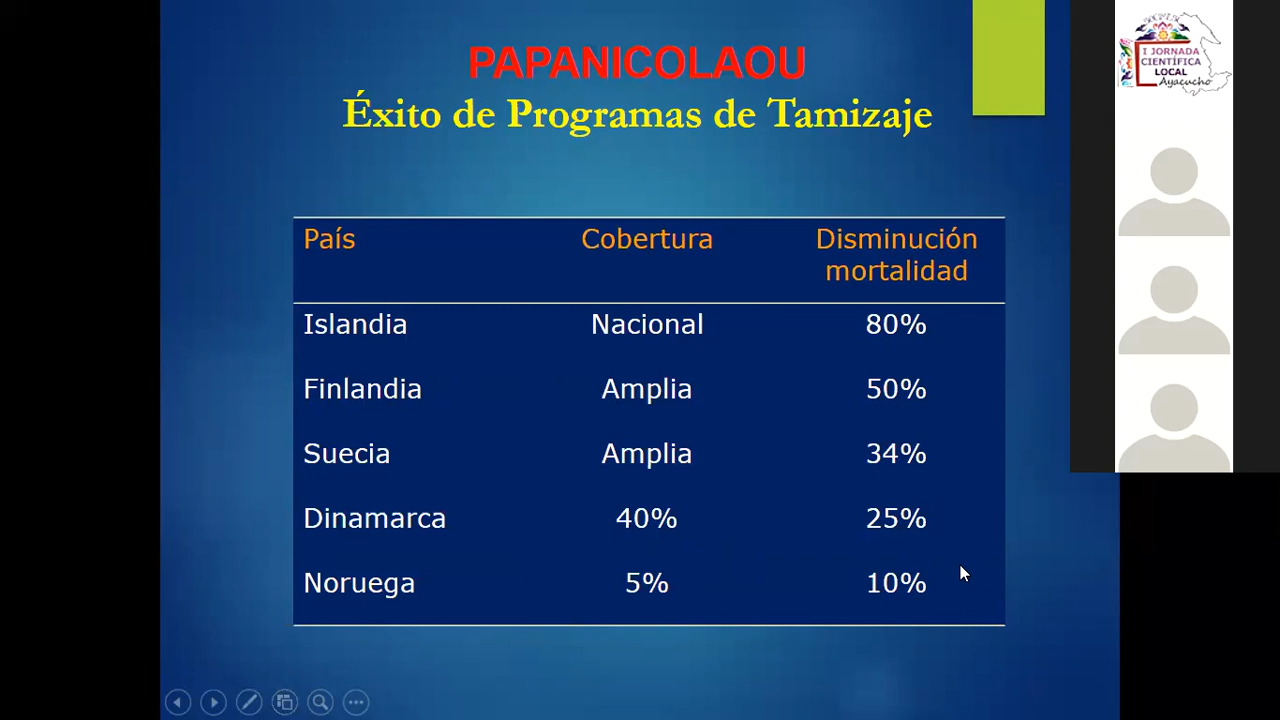 PAPANICOLAOU
Éxito de Programas de Tamizaje
País Cobertura Disminución mortalidad
Islandia Nacional 80%
Finlandia Amplia 50%
Suecia Amplia 34%
Dinamarca 40% 25%
Noruega 5% 10%
I JORNADA
CIENTÍFICA
LOCAL
Ayacucho